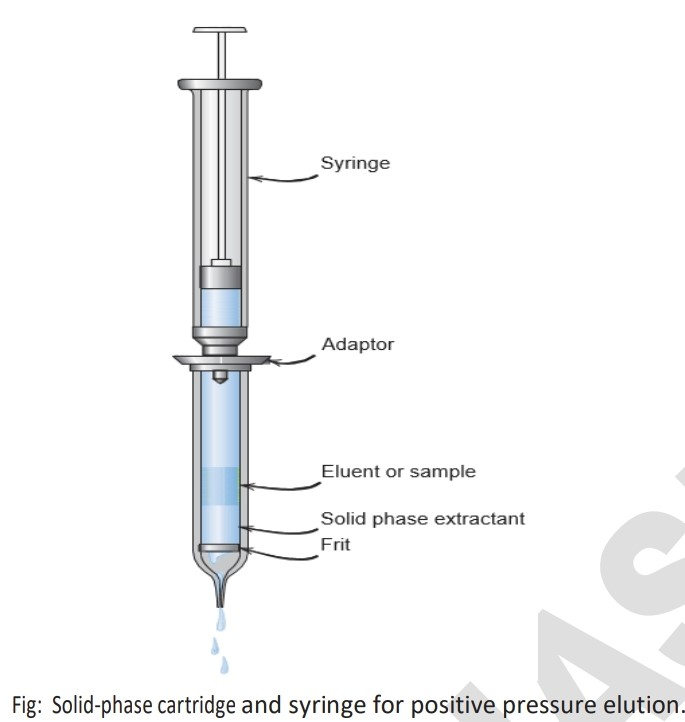 Syringe
Adaptor
Eluent or sample
Solid phase extractant
Frit
Fig: Solid-phase cartridge and syringe for positive pressure elution.